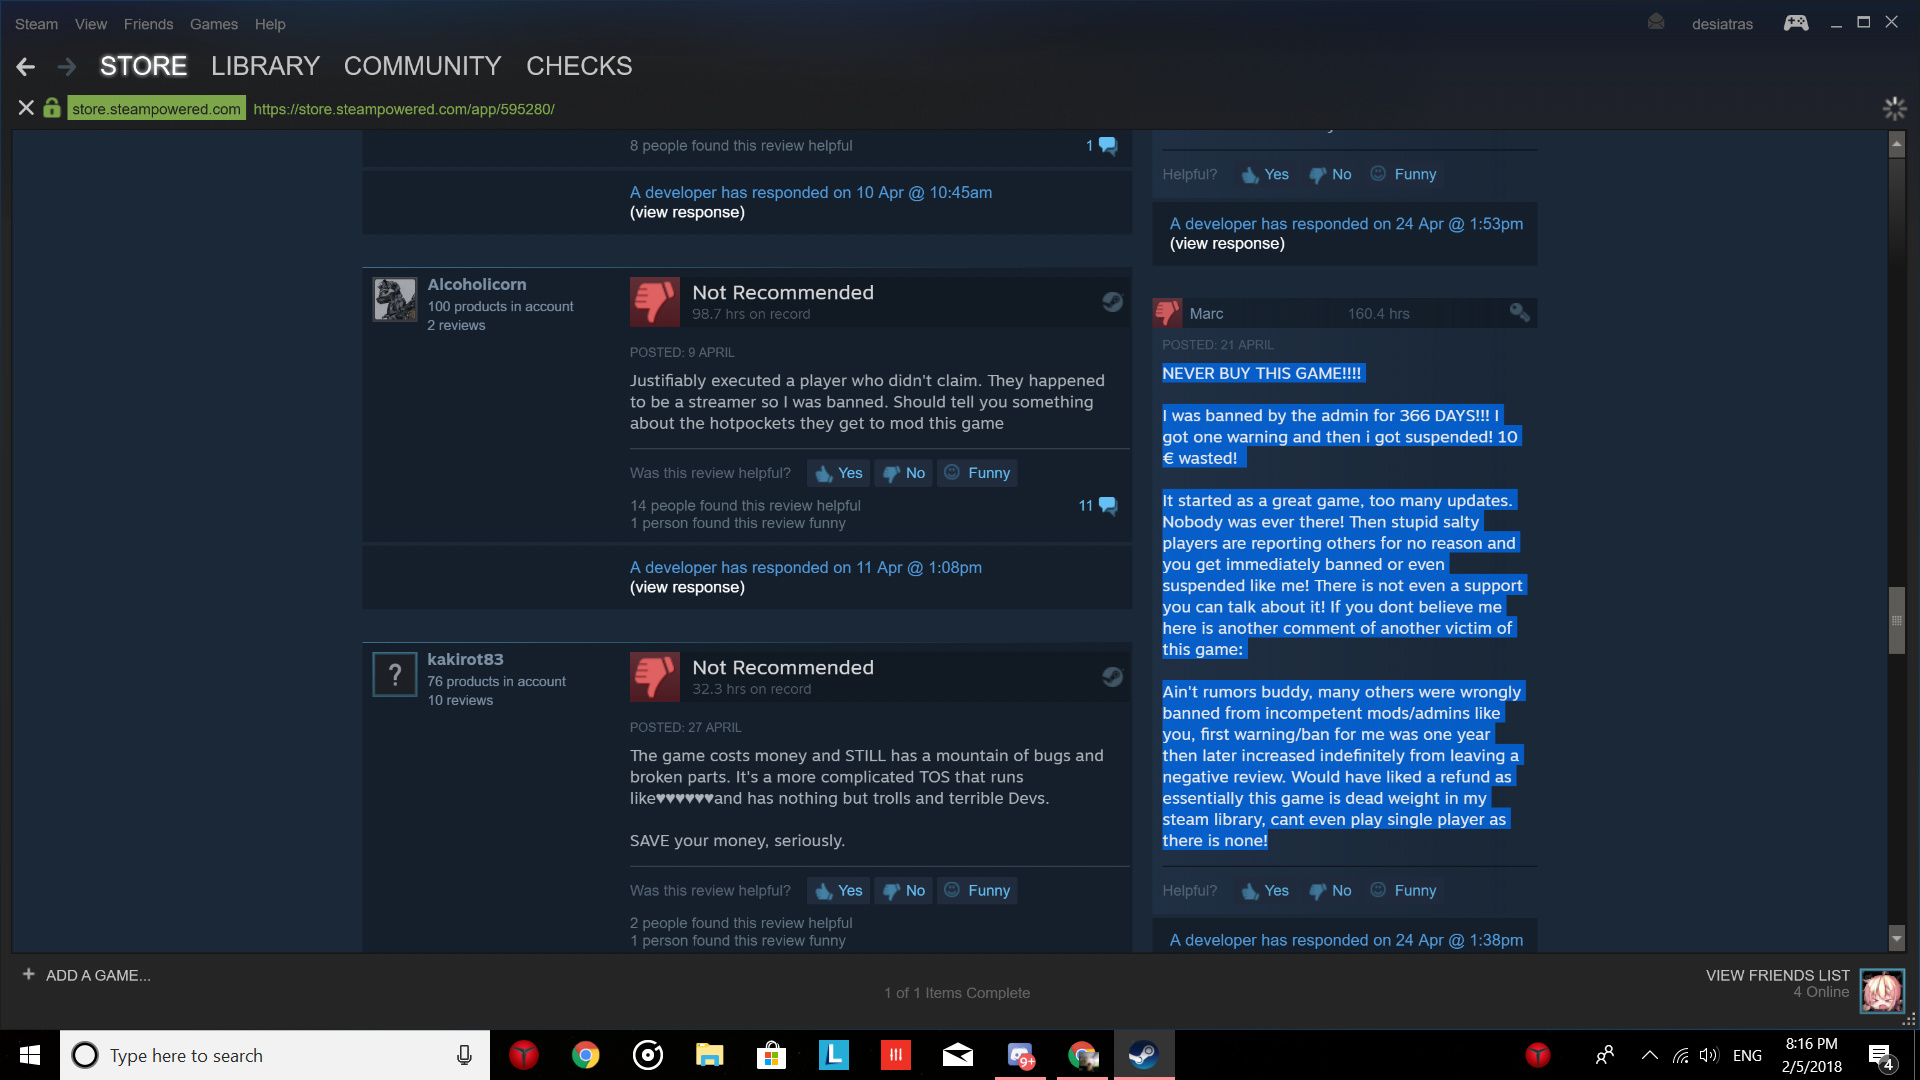 Steam View Friends Games Help
desiatras
STORE LIBRARY COMMUNITY CHECKS
store.steampowered.com https://store.steampowered.com/app/595280/
8 people found this review helpful
1
A developer has responded on 10 Apr @ 10:45am
(view response)
Alcoholicorn
100 products in account
2 reviews
Not Recommended
98.7 hrs on record
POSTED: 9 APRIL
Justifiably executed a player who didn't claim. They happened
to be a streamer so I was banned. Should tell you something
about the hotpockets they get to mod this game
Was this review helpful? Yes No Funny
14 people found this review helpful
1 person found this review funny
11
A developer has responded on 11 Apr @ 1:08pm
(view response)
?
kakirot83
76 products in account
10 reviews
Not Recommended
32.3 hrs on record
POSTED: 27 APRIL
The game costs money and STILL has a mountain of bugs and
broken parts. It's a more complicated TOS that runs
like♥♥♥♥♥♥and has nothing but trolls and terrible Devs.
SAVE your money, seriously.
Was this review helpful? Yes No Funny
2 people found this review helpful
1 person found this review funny
Helpful? Yes No Funny
A developer has responded on 24 Apr @ 1:53pm
(view response)
Marc 160.4 hrs
POSTED: 21 APRIL
NEVER BUY THIS GAME!!!!
I was banned by the admin for 366 DAYS!!! I
got one warning and then i got suspended! 10
€ wasted!
It started as a great game, too many updates.
Nobody was ever there! Then stupid salty
players are reporting others for no reason and
you get immediately banned or even
suspended like me! There is not even a support
you can talk about it! If you dont believe me
here is another comment of another victim of
this game:
Ain't rumors buddy, many others were wrongly
banned from incompetent mods/admins like
you, first warning/ban for me was one year
then later increased indefinitely from leaving a
negative review. Would have liked a refund as
essentially this game is dead weight in my
steam library, cant even play single player as
there is none!
Helpful? Yes No Funny
A developer has responded on 24 Apr @ 1:38pm
+ ADD A GAME...
1 of 1 Items Complete
VIEW FRIENDS LIST
4 Online
Type here to search
L
9+
ENG
8:16 PM
2/5/2018
4